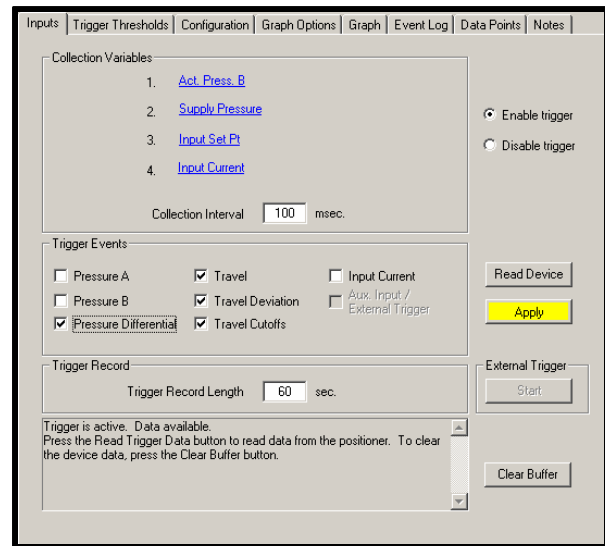 Inputs Trigger Thresholds Configuration Graph Options Graph Event Log Data Points Notes
Collection Variables
1. Act. Press. B
2. Supply Pressure
3. Input Set Pt
4. Input Current
Collection Interval 100 msec.
Enable trigger
Disable trigger
Trigger Events
Pressure A Travel Input Current
Pressure B Travel Deviation Aux. Input /
External Trigger
Pressure Differential Travel Cutoffs
Read Device
Apply
Trigger Record
Trigger Record Length 60 sec.
External Trigger
Start
Trigger is active. Data available.
Press the Read Trigger Data button to read data from the positioner. To clear
the device data, press the Clear Buffer button.
Clear Buffer